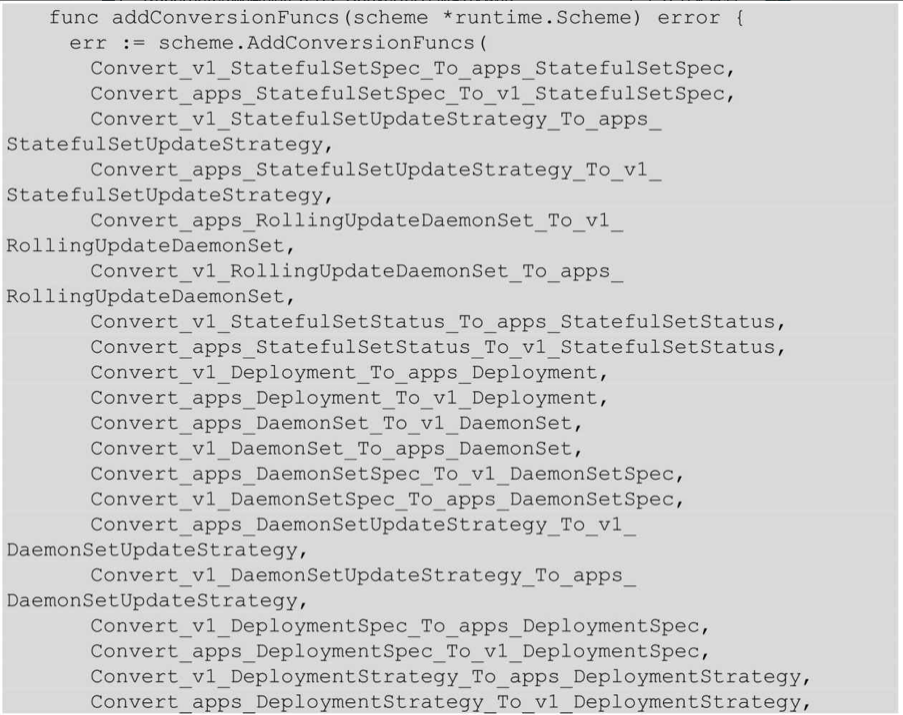 func addConversionFuncs(scheme *runtime.Scheme) error {
err := scheme.AddConversionFuncs(
Convert_v1_StatefulSetSpec_To_apps_StatefulSetSpec,
Convert_apps_StatefulSetSpec_To_v1_StatefulSetSpec,
Convert_v1_StatefulSetUpdateStrategy_To_apps_
StatefulSetUpdateStrategy,
Convert_apps_StatefulSetUpdateStrategy_To_v1_
StatefulSetUpdateStrategy,
Convert_apps_RollingUpdateDaemonSet_To_v1_
RollingUpdateDaemonSet,
Convert_v1_RollingUpdateDaemonSet_To_apps_
RollingUpdateDaemonSet,
Convert_v1_StatefulSetStatus_To_apps_StatefulSetStatus,
Convert_apps_StatefulSetStatus_To_v1_StatefulSetStatus,
Convert_v1_Deployment_To_apps_Deployment,
Convert_apps_Deployment_To_v1_Deployment,
Convert_apps_DaemonSet_To_v1_DaemonSet,
Convert_v1_DaemonSet_To_apps_DaemonSet,
Convert_apps_DaemonSetSpec_To_v1_DaemonSetSpec,
Convert_v1_DaemonSetSpec_To_apps_DaemonSetSpec,
Convert_apps_DaemonSetUpdateStrategy_To_v1_
DaemonSetUpdateStrategy,
Convert_v1_DaemonSetUpdateStrategy_To_apps_
DaemonSetUpdateStrategy,
Convert_v1_DeploymentSpec_To_apps_DeploymentSpec,
Convert_apps_DeploymentSpec_To_v1_DeploymentSpec,
Convert_v1_DeploymentStrategy_To_apps_DeploymentStrategy,
Convert_apps_DeploymentStrategy_To_v1_DeploymentStrategy,